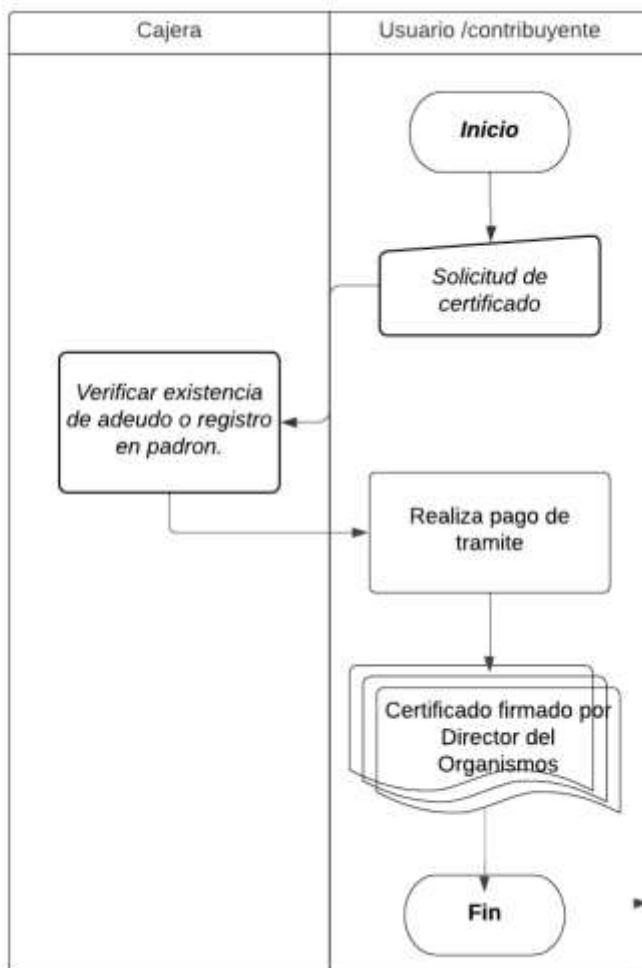 Cajera
Usuario /contribuyente
Inicio
Solicitud de
certificado
Verificar existencia
de adeudo o registro
en padron.
Realiza pago de
tramite
Certificado firmado por
Director del
Organismos
Fin